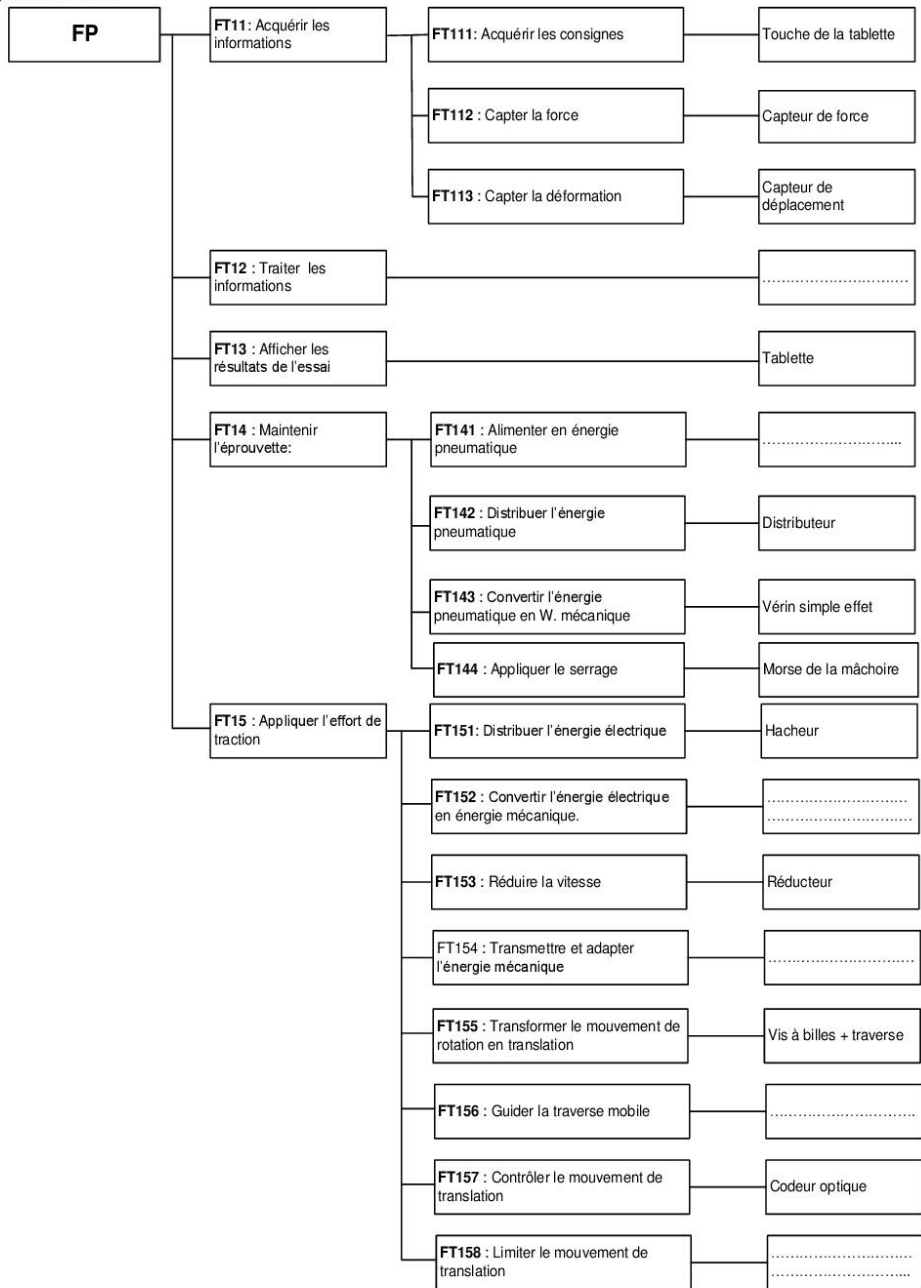 FP
FT11: Acquérir les
informations
FT111: Acquérir les consignes
Touche de la tablette
FT112 : Capter la force
Capteur de force
FT113 : Capter la déformation
Capteur de
déplacement
FT12 : Traiter les
informations
................................
FT13 : Afficher les
résultats de l'essai
Tablette
FT14 : Maintenir
l'éprouvette:
FT141 : Alimenter en énergie
pneumatique
................................
FT142 : Distribuer l'énergie
pneumatique
Distributeur
FT143 : Convertir l'énergie
pneumatique en W. mécanique
Vérin simple effet
FT144 : Appliquer le serrage
Morse de la mâchoire
FT15 : Appliquer l'effort de
traction
FT151: Distribuer l'énergie électrique
Hacheur
FT152 : Convertir l'énergie électrique
en énergie mécanique.
................................
................................
FT153 : Réduire la vitesse
Réducteur
FT154 : Transmettre et adapter
l'énergie mécanique
................................
FT155 : Transformer le mouvement de
rotation en translation
Vis à billes + traverse
FT156 : Guider la traverse mobile
................................
FT157 : Contrôler le mouvement de
translation
Codeur optique
FT158 : Limiter le mouvement de
translation
................................
................................